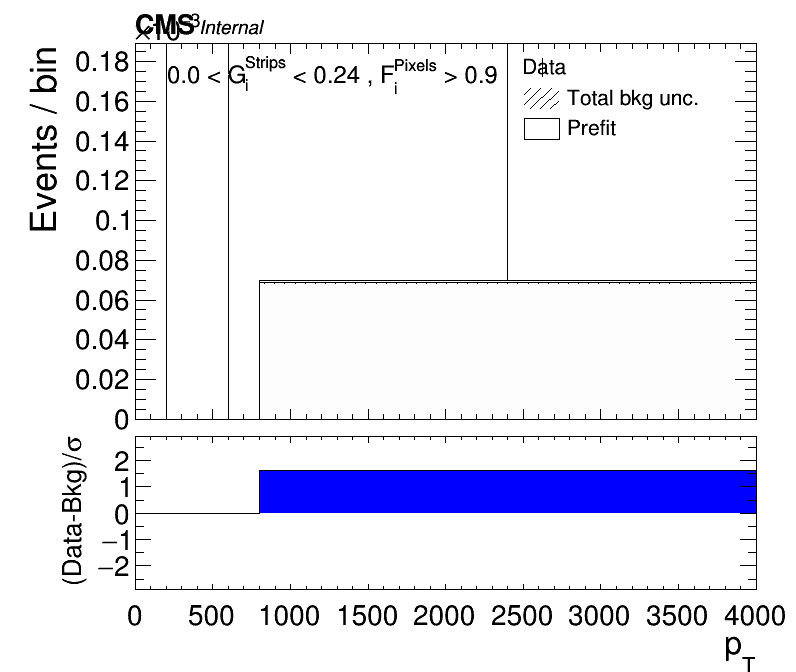 CMS Internal
×10⁻³
0.0 < G_i^Strips < 0.24 , F_i^Pixels > 0.9
Data
Total bkg unc.
Prefit
Events / bin
0.18
0.16
0.14
0.12
0.1
0.08
0.06
0.04
0.02
0
(Data-Bkg)/σ
2
1
0
−1
−2
0 500 1000 1500 2000 2500 3000 3500 4000
p_T